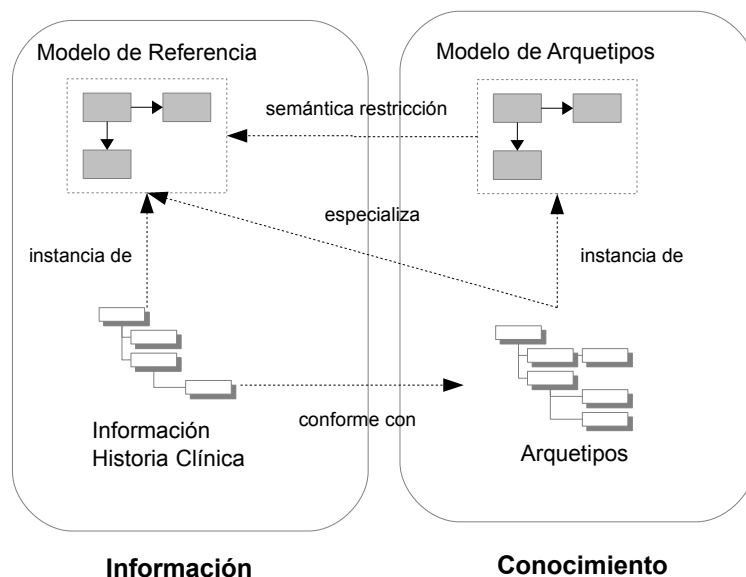 Modelo de Referencia
Modelo de Arquetipos
semántica restricción
especializa
instancia de
instancia de
conforme con
Información
Historia Clínica
Arquetipos
Información
Conocimiento